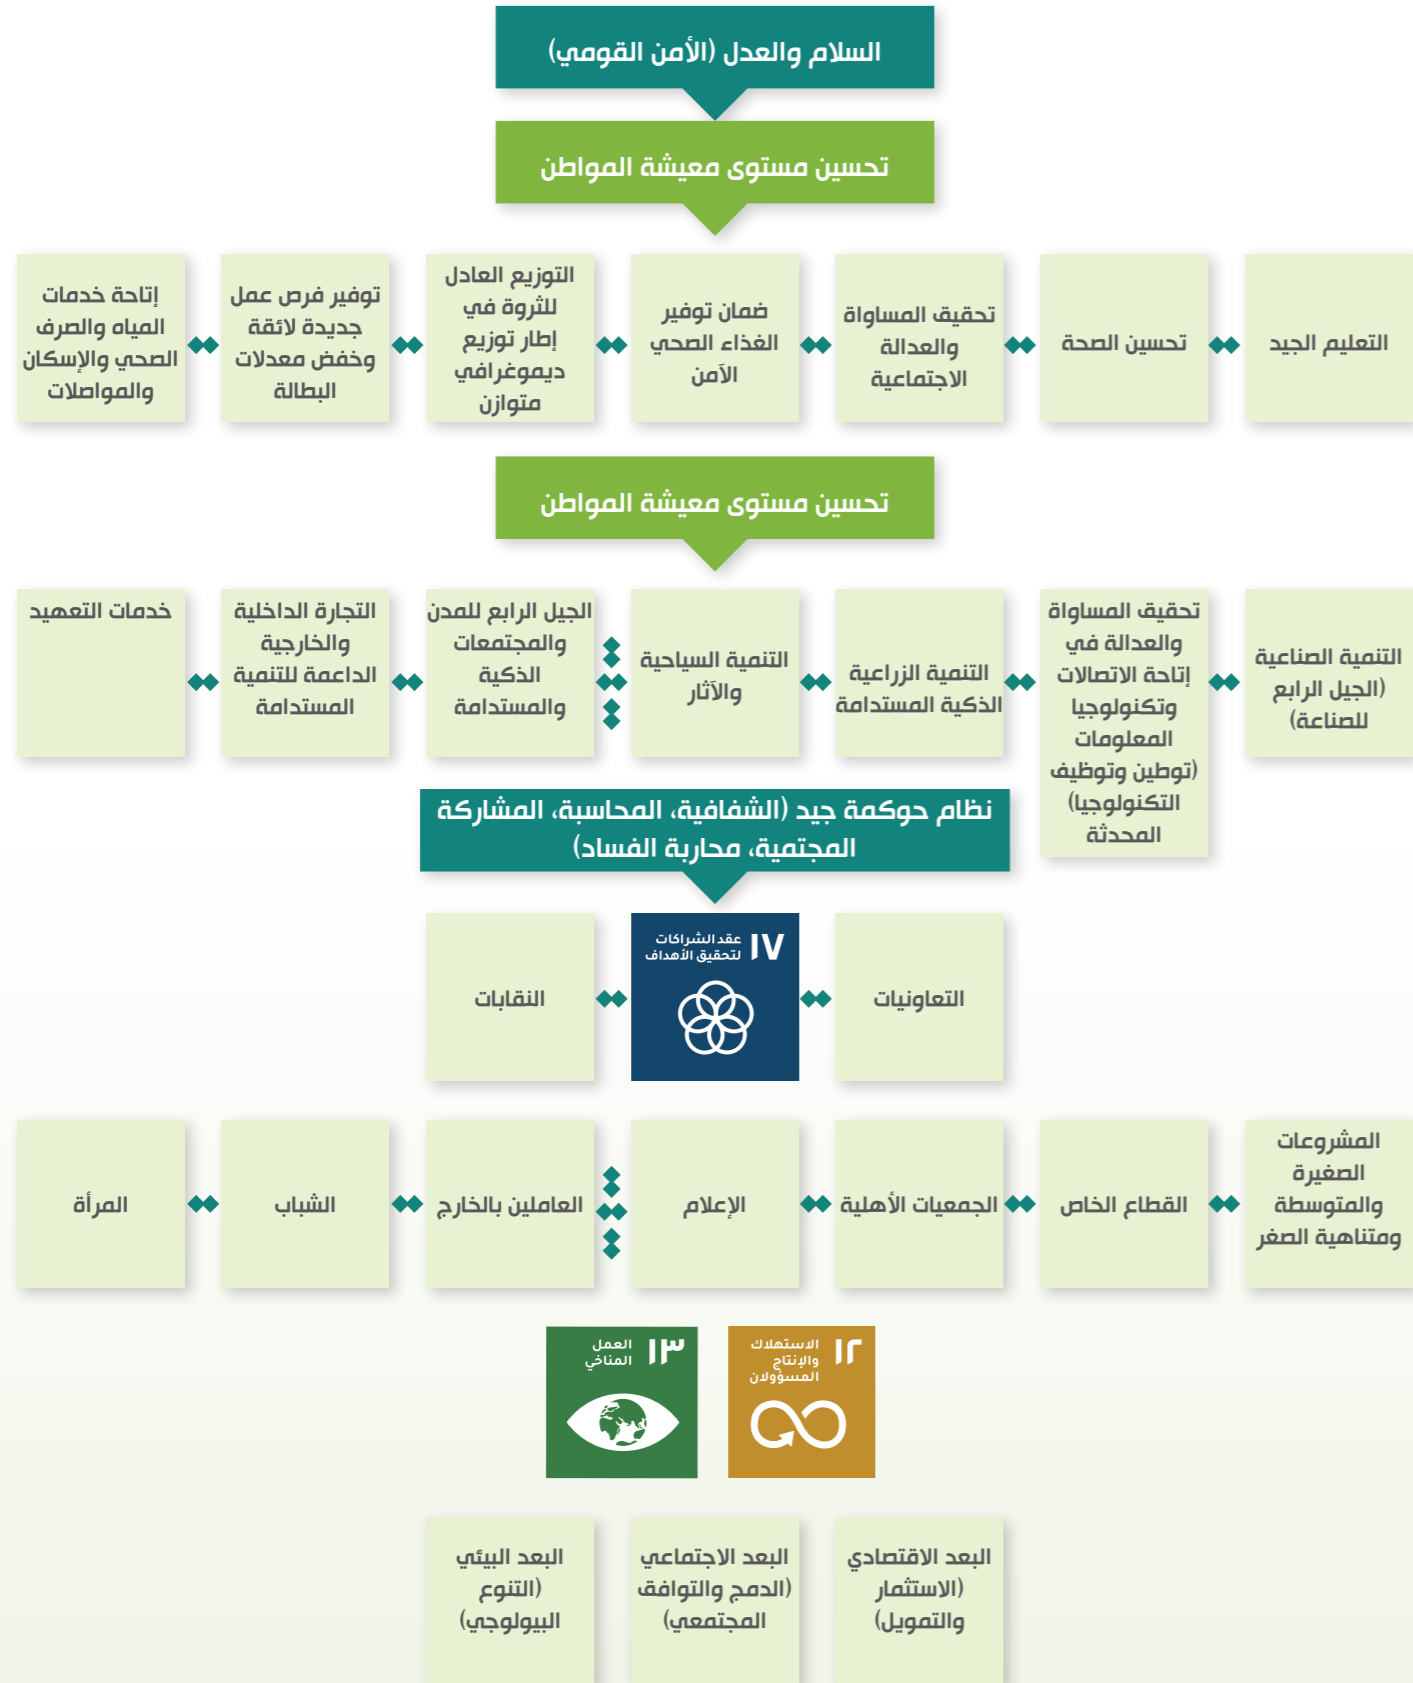 السلام والعدل (الأمن القومي)
تحسين مستوى معيشة المواطن
التعليم الجيد
تحسين الصحة
تحقيق المساواة
والعدالة
الاجتماعية
ضمان توفير
الغذاء الصحي
الآمن
التوزيع العادل
للثروة في
إطار توزيع
ديموغرافي
متوازن
توفير فرص عمل
جديدة لائقة
وخفض معدلات
البطالة
إتاحة خدمات
المياه والصرف
الصحي والإسكان
والمواصلات
تحسين مستوى معيشة المواطن
التنمية الصناعية
(الجيل الرابع
للصناعة)
تحقيق المساواة
والعدالة في
إتاحة الاتصالات
وتكنولوجيا
المعلومات
(توطين وتوظيف
التكنولوجيا)
المحدثة
التنمية الزراعية
الذكية المستدامة
التنمية السياحية
والآثار
الجيل الرابع للمدن
والمجتمعات
الذكية
والمستدامة
التجارة الداخلية
والخارجية
الداعمة للتنمية
المستدامة
خدمات التعهيد
نظام حوكمة جيد (الشفافية، المحاسبة، المشاركة
المجتمية، محاربة الفساد)
التعاونيات
١٧ عقد الشراكات
لتحقيق الأهداف
النقابات
المشروعات
الصغيرة
والمتوسطة
ومتناهية الصغر
القطاع الخاص
الجمعيات الأهلية
الإعلام
العاملين بالخارج
الشباب
المرأة
١٢ الاستهلاك
والإنتاج
المسؤولان
١٣ العمل
المناخي
البعد الاقتصادي
(الاستثمار
والتمويل)
البعد الاجتماعي
(الدمج والتوافق
المجتمعي)
البعد البيئي
(التنوع
البيولوجي)